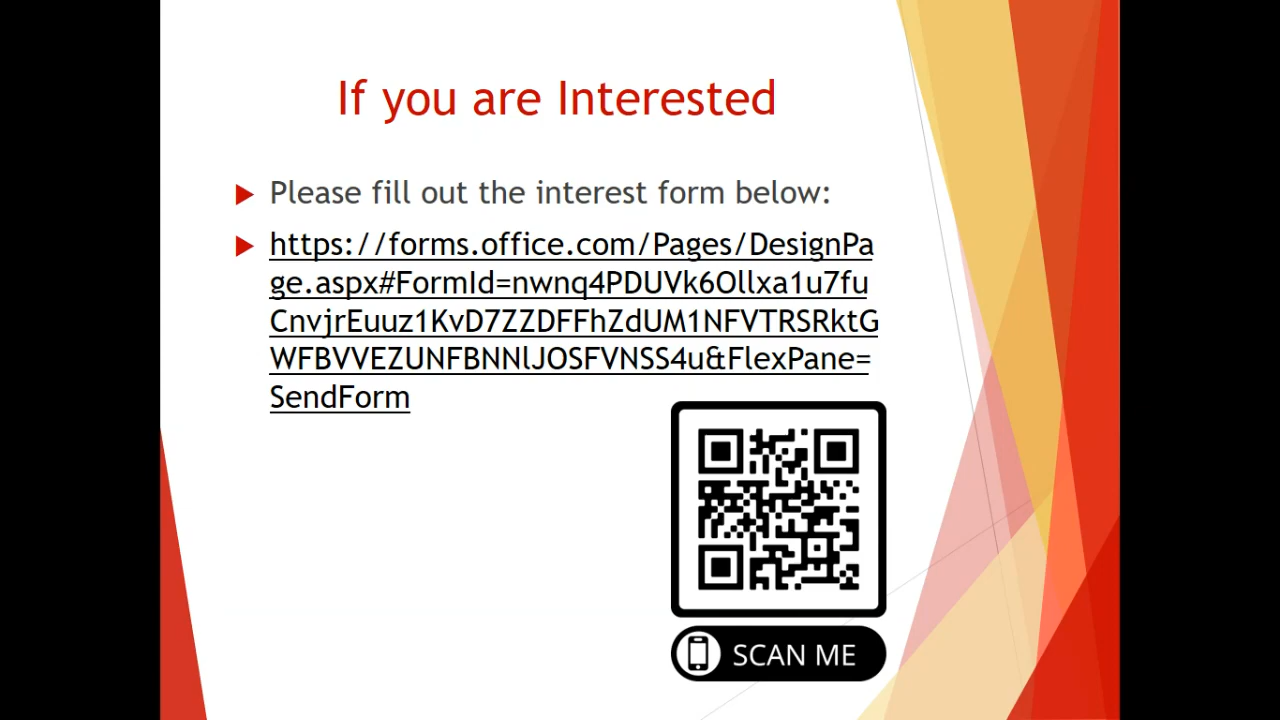 If you are Interested
Please fill out the interest form below:
https://forms.office.com/Pages/DesignPa
ge.aspx#FormId=nwnq4PDUVk6Ollxa1u7fu
CnvjrEuuz1KvD7ZZDFFhZdUM1NFVTRSRktG
WFBVVEZUNFBNNlJOSFVNSS4u&FlexPane=
SendForm
SCAN ME